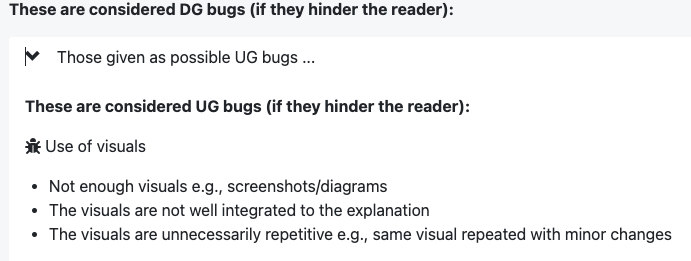 These are considered DG bugs (if they hinder the reader):
Those given as possible UG bugs ...
These are considered UG bugs (if they hinder the reader):
Use of visuals
• Not enough visuals e.g., screenshots/diagrams
• The visuals are not well integrated to the explanation
• The visuals are unnecessarily repetitive e.g., same visual repeated with minor changes